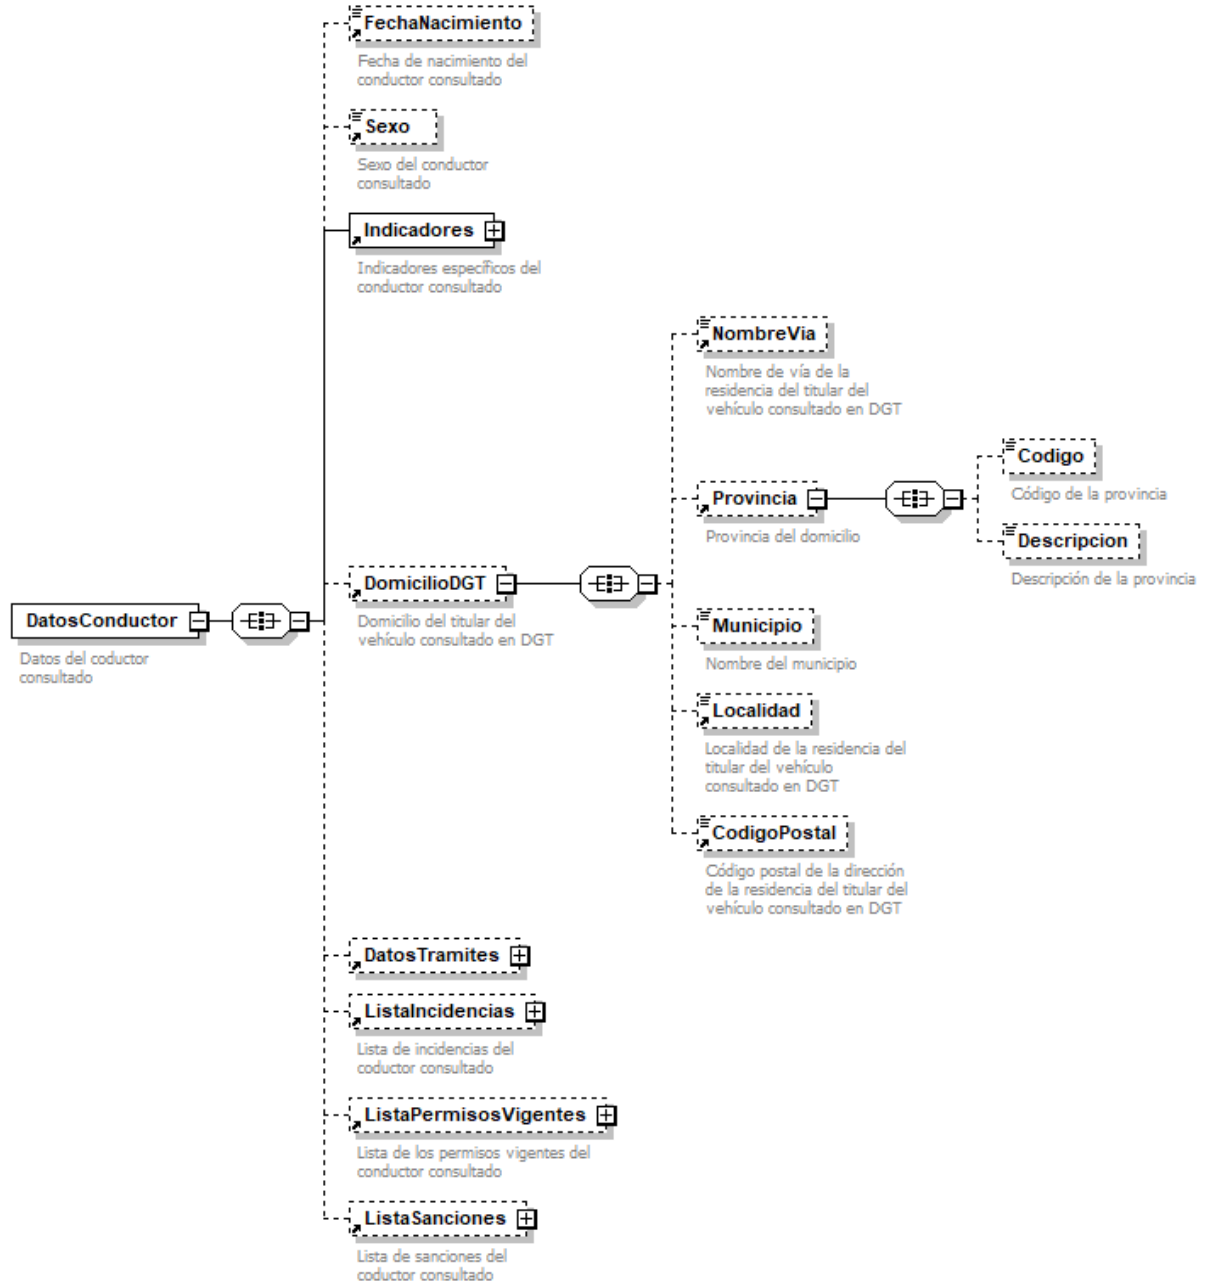 FechaNacimiento
Fecha de nacimiento del
conductor consultado
Sexo
Sexo del conductor
consultado
Indicadores
Indicadores específicos del
conductor consultado
NombreVia
Nombre de vía de la
residencia del titular del
vehículo consultado en DGT
Codigo
Código de la provincia
Provincia
Provincia del domicilio
Descripcion
Descripción de la provincia
DomicilioDGT
Domicilio del titular del
vehículo consultado en DGT
DatosConductor
Datos del coductor
consultado
Municipio
Nombre del municipio
Localidad
Localidad de la residencia del
titular del vehículo
consultado en DGT
CodigoPostal
Código postal de la dirección
de la residencia del titular del
vehículo consultado en DGT
DatosTramites
ListaIncidencias
Lista de incidencias del
coductor consultado
ListaPermisosVigentes
Lista de los permisos vigentes del
conductor consultado
ListaSanciones
Lista de sanciones del
coductor consultado